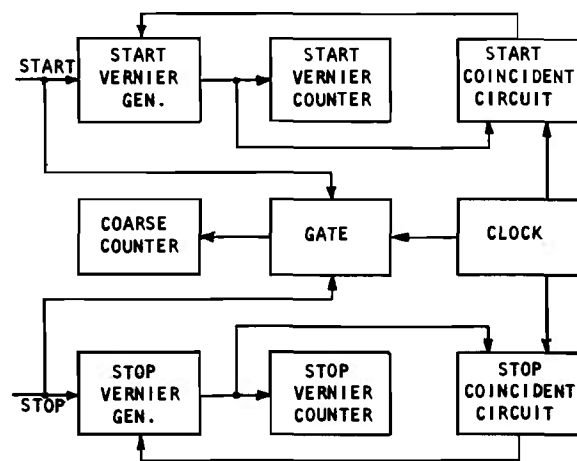 START
START
VERNIER
GEN.
START
VERNIER
COUNTER
START
COINCIDENT
CIRCUIT
COARSE
COUNTER
GATE
CLOCK
STOP
STOP
VERNIER
GEN.
STOP
VERNIER
COUNTER
STOP
COINCIDENT
CIRCUIT